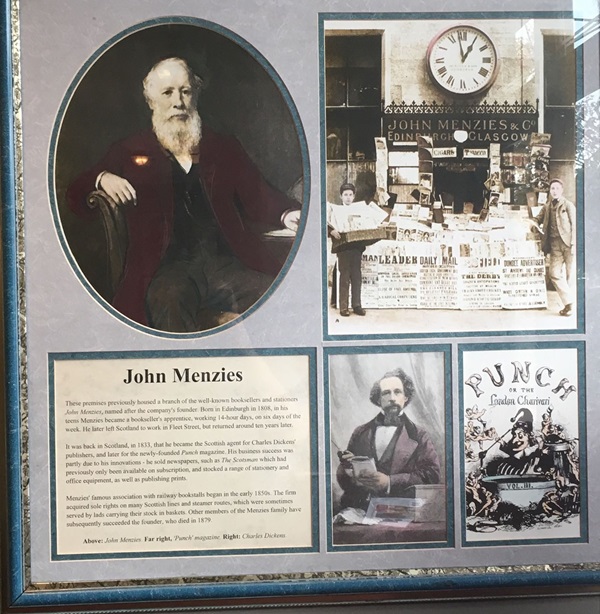 JOHN MENZIES & Co
EDINBURGH & GLASGOW
CIGARS
LEADER
DAILY MAIL
THE DERBY
DUNDEE ADVERTISER
John Menzies
These premises previously housed a branch of the well-known booksellers and stationers
John Menzies, named after the company's founder. Born in Edinburgh in 1808, in his
teens Menzies became a bookseller's apprentice, working 14-hour days, on six days of the
week. He later left Scotland to work in Fleet Street, but returned around ten years later.
It was back in Scotland, in 1833, that he became the Scottish agent for Charles Dickens'
publishers, and later for the newly-founded Punch magazine. His business success was
partly due to his innovations - he sold newspapers, such as The Scotsman which had
previously only been available on subscription, and stocked a range of stationery and
office equipment, as well as publishing prints.
Menzies' famous association with railway bookstalls began in the early 1850s. The firm
acquired sole rights on many Scottish lines and steamer routes, which were sometimes
served by lads carrying their stock in baskets. Other members of the Menzies family have
subsequently succeeded the founder, who died in 1879
Above: John Menzies. Far right, 'Punch' magazine. Right: Charles Dickens.
PUNCH
OR THE
London Charivari
VOL. III.